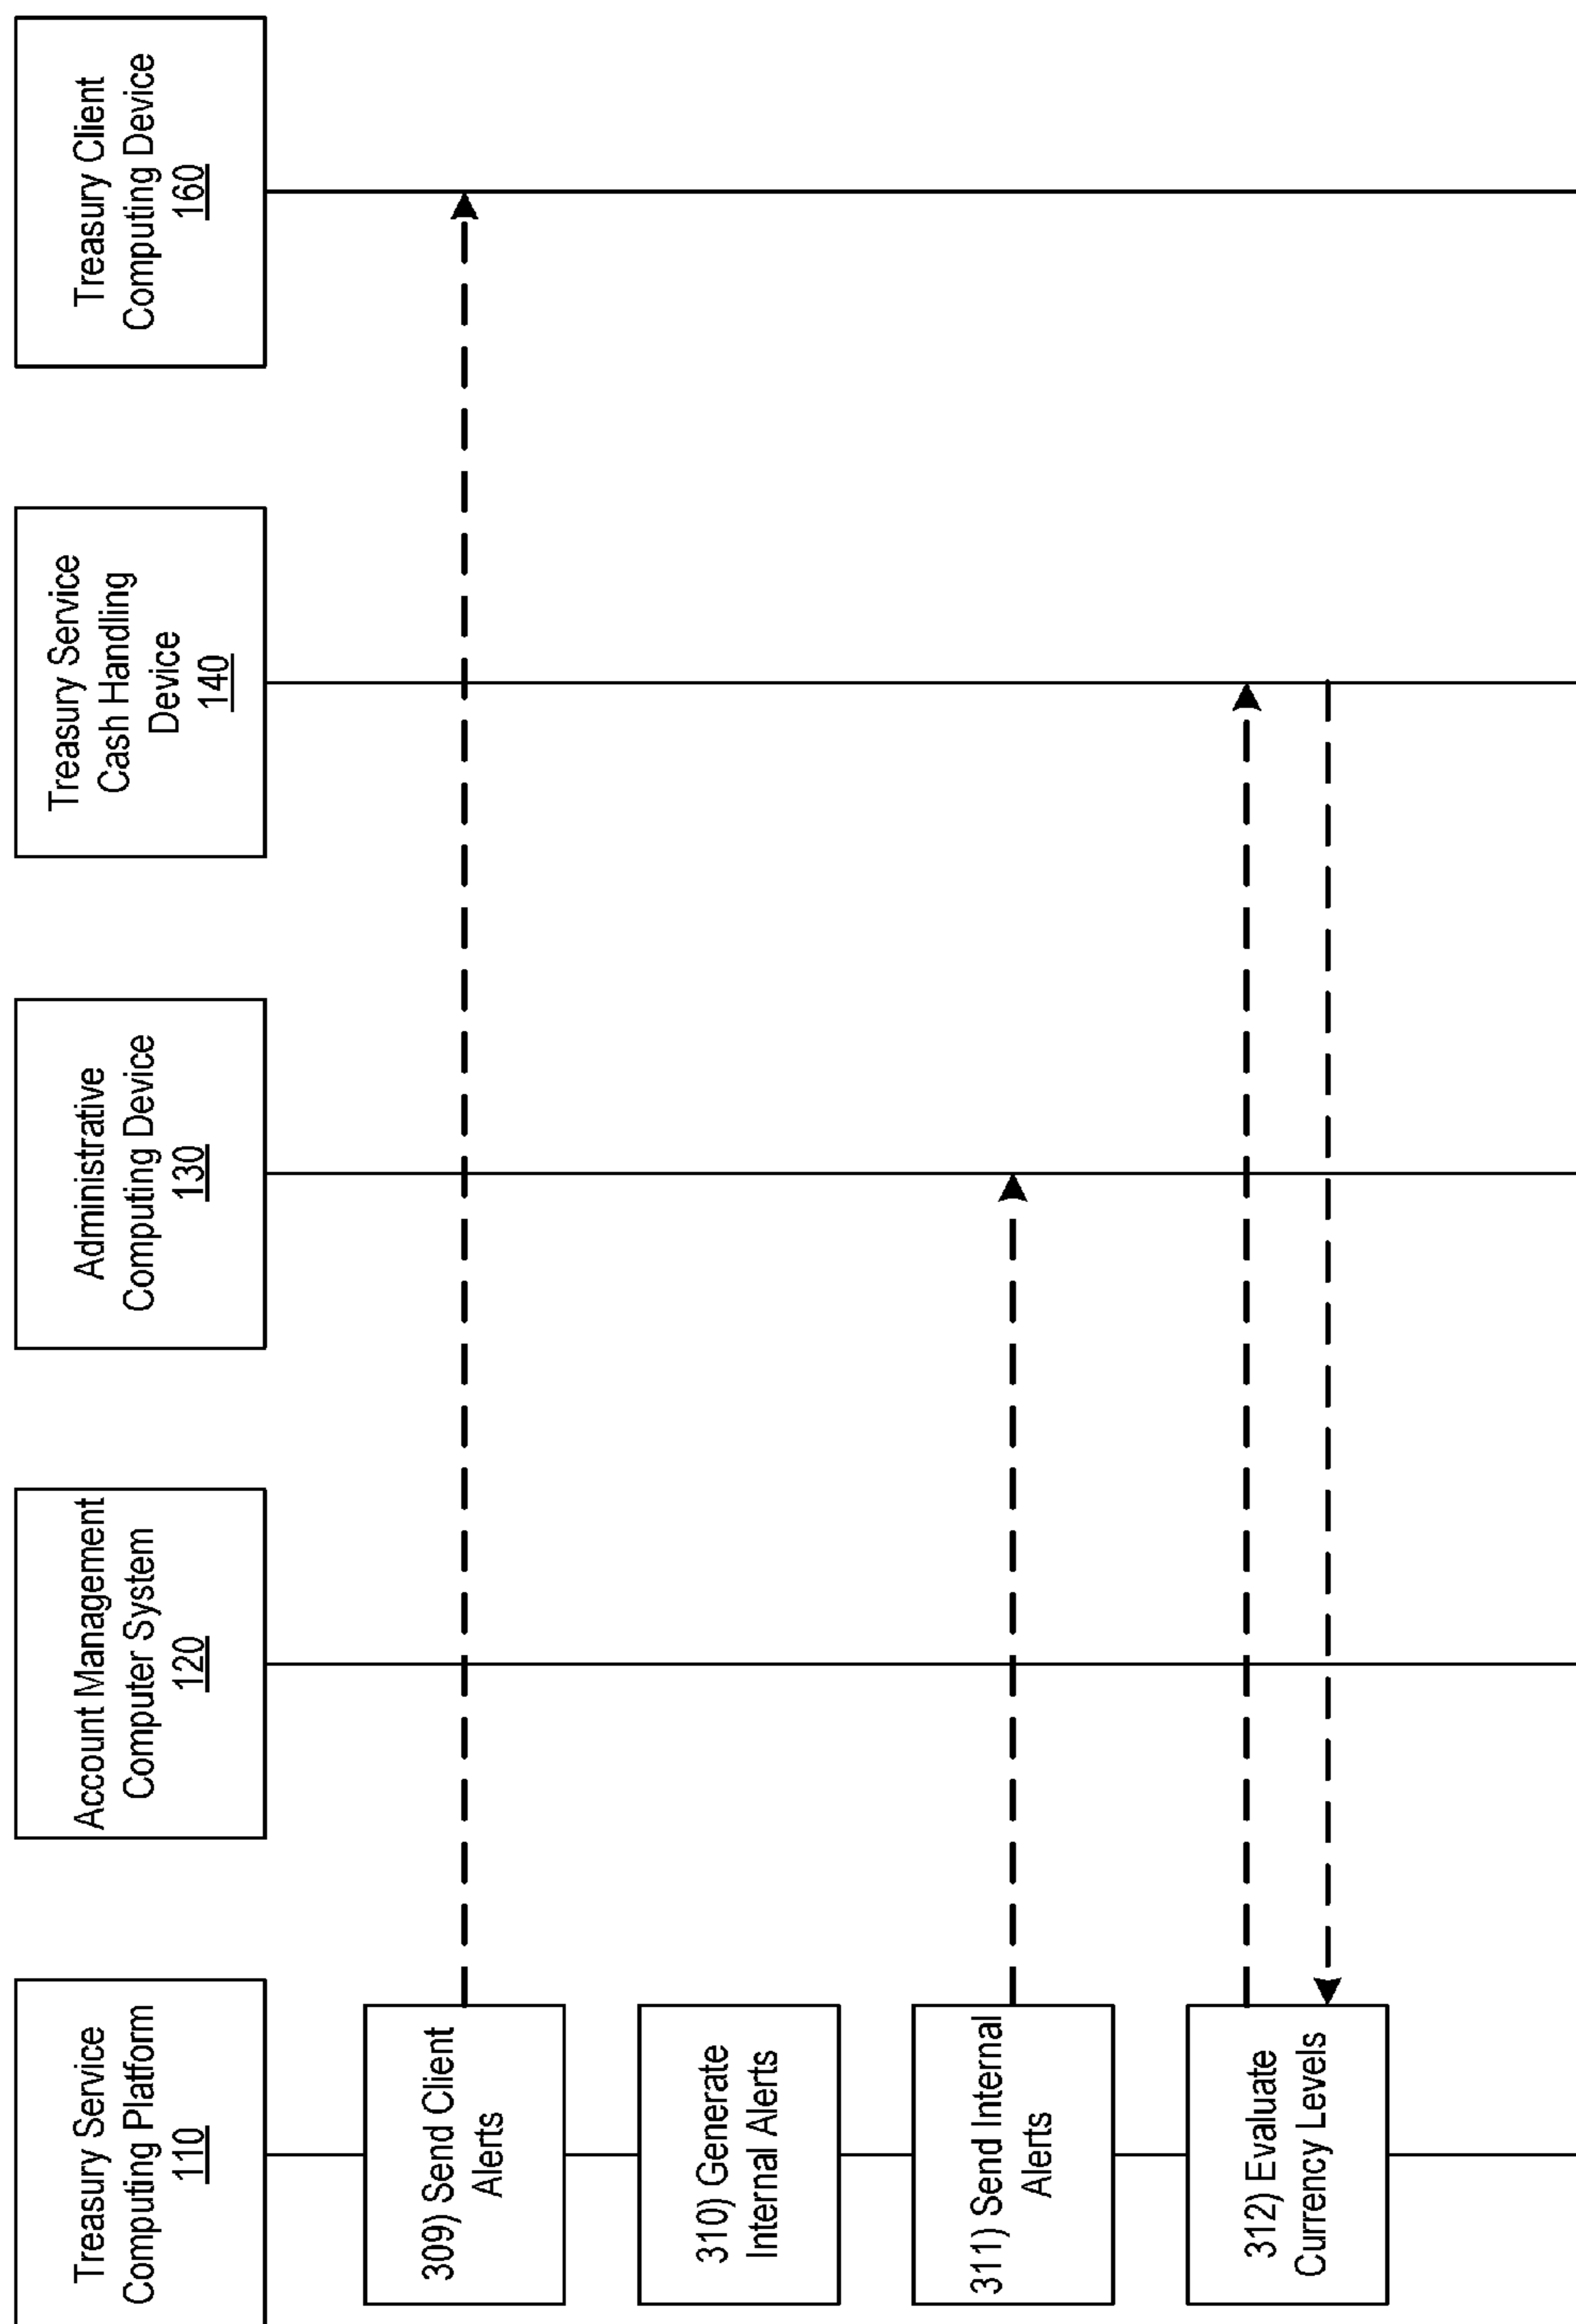 Treasury Service
Computing Platform
110
Account Management
Computer System
120
Administrative
Computing Device
130
Treasury Service
Cash Handling
Device
140
Treasury Client
Computing Device
160
309) Send Client
Alerts
310) Generate
Internal Alerts
311) Send Internal
Alerts
312) Evaluate
Currency Levels